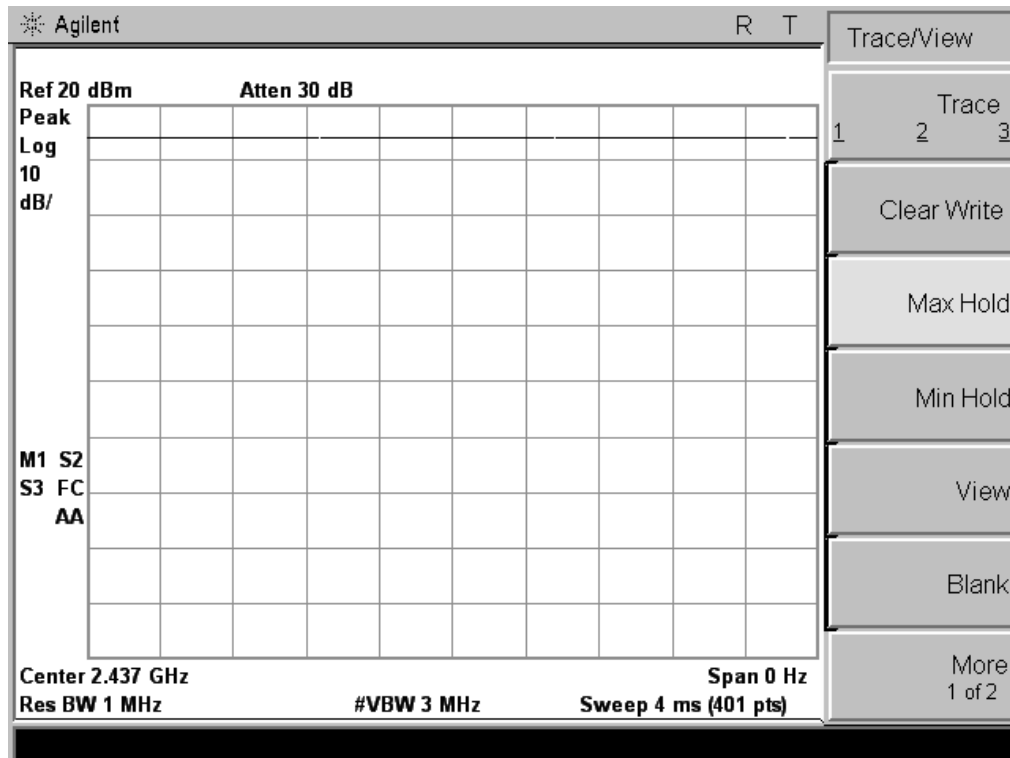 Agilent R T
Ref 20 dBm Atten 30 dB
Peak
Log
10
dB/
M1 S2
S3 FC
AA
Center 2.437 GHz Span 0 Hz
Res BW 1 MHz #VBW 3 MHz Sweep 4 ms (401 pts)
Trace/View
Trace
1 2 3
Clear Write
Max Hold
Min Hold
View
Blank
More
1 of 2